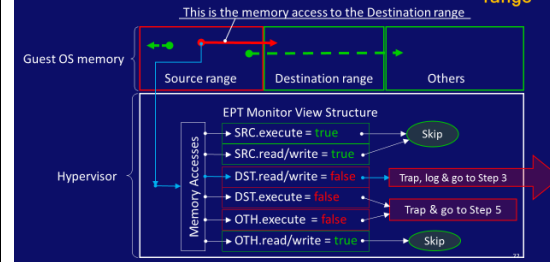 range
This is the memory access to the Destination range
Guest OS memory
Source range
Destination range
Others
EPT Monitor View Structure
Hypervisor
Memory Accesses
SRC.execute = true
SRC.read/write = true
Skip
DST.read/write = false
Trap, log & go to Step 3
DST.execute = false
OTH.execute = false
Trap & go to Step 5
OTH.read/write = true
Skip